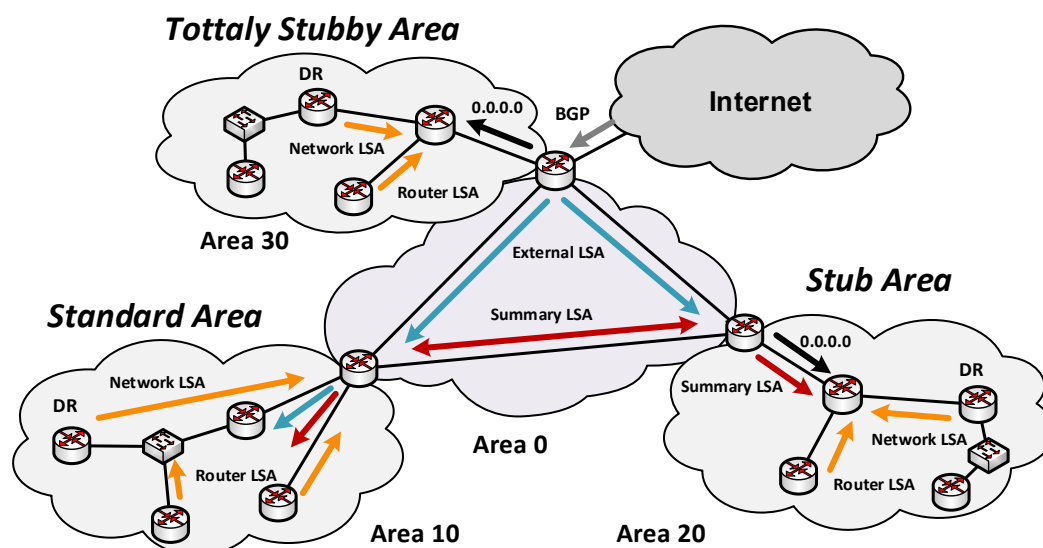 Tottaly Stubby Area
DR
0.0.0.0
BGP
Internet
Network LSA
Router LSA
Area 30
External LSA
Stub Area
Standard Area
Summary LSA
0.0.0.0
Network LSA
Summary LSA
DR
DR
Area 0
Network LSA
Router LSA
Router LSA
Area 10
Area 20